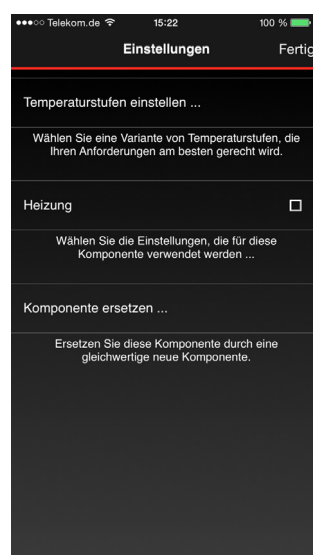 Telekom.de 15:22 100 %
Einstellungen Fertig
Temperaturstufen einstellen ...
Wählen Sie eine Variante von Temperaturstufen, die
Ihren Anforderungen am besten gerecht wird.
Heizung
Wählen Sie die Einstellungen, die für diese
Komponente verwendet werden ...
Komponente ersetzen ...
Ersetzen Sie diese Komponente durch eine
gleichwertige neue Komponente.